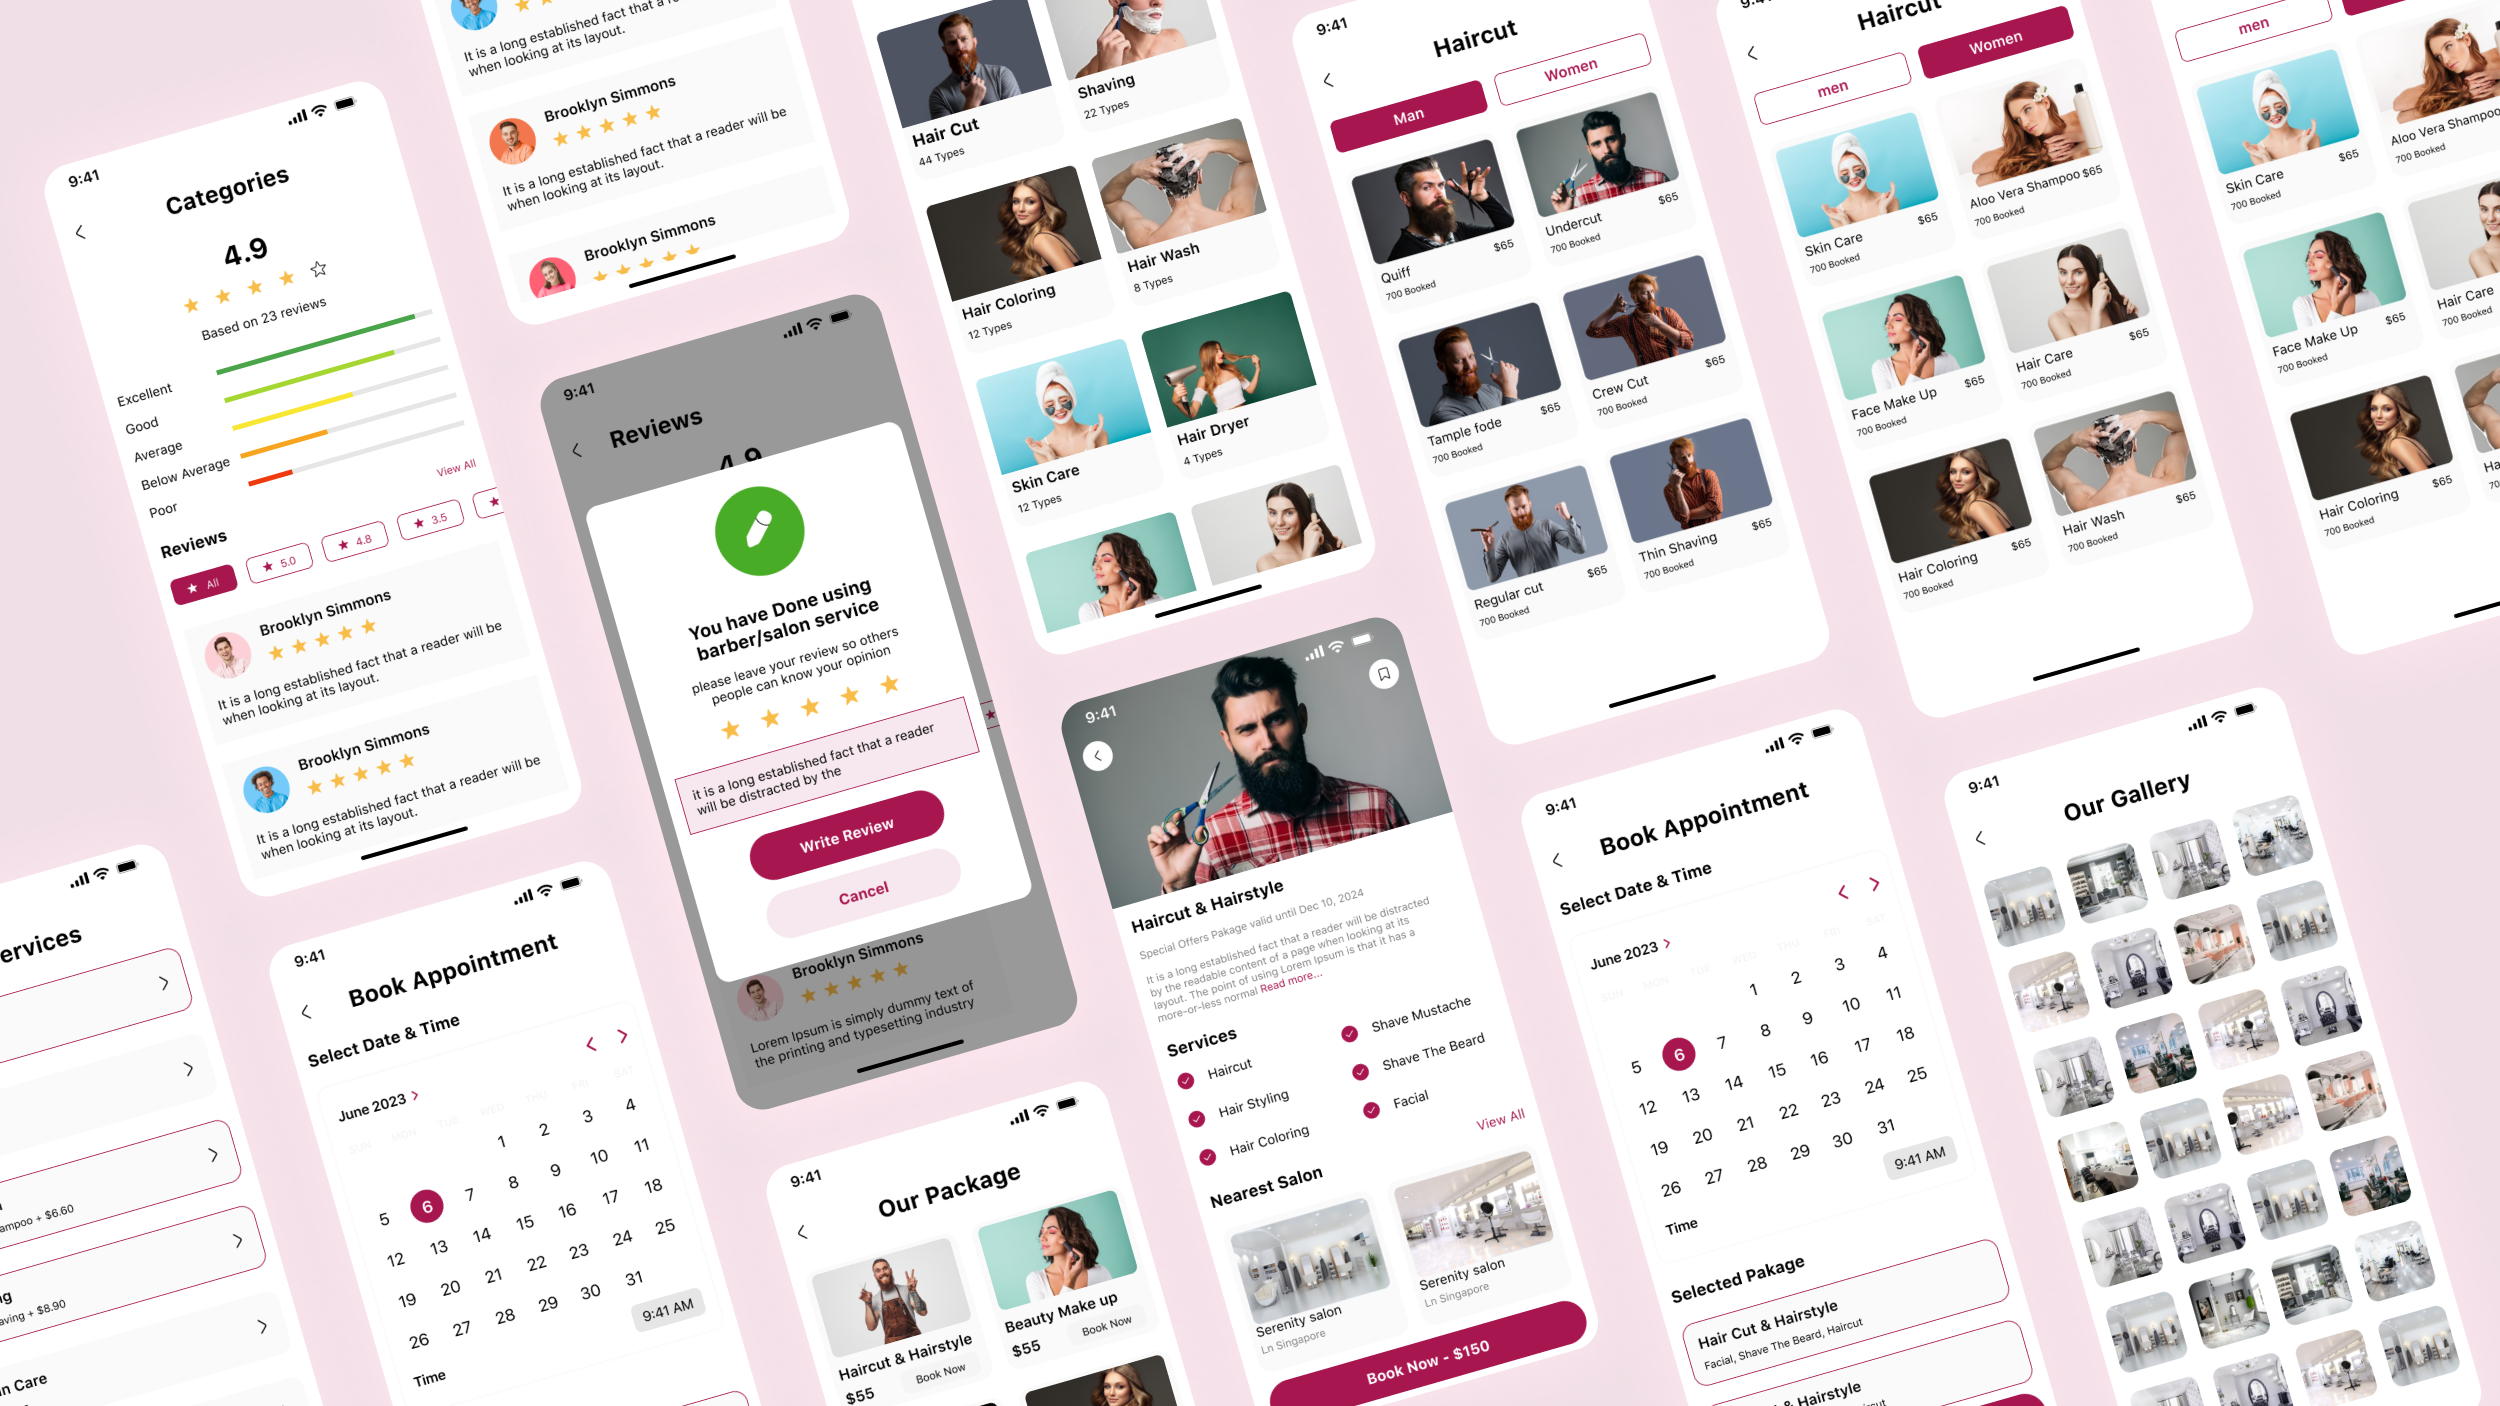 9:41
Categories
4.9
Based on 23 reviews
Excellent
Good
Average
Below Average
Poor
View All
Reviews
All
5.0
4.8
3.5
Brooklyn Simmons
It is a long established fact that a reader will be
when looking at its layout.
Brooklyn Simmons
It is a long established fact that a reader will be
when looking at its layout.
It is a long established fact that a
when looking at its layout.
Brooklyn Simmons
It is a long established fact that a reader will be
when looking at its layout.
Brooklyn Simmons
9:41
Reviews
4.9
You have Done using
barber/salon service
please leave your review so others
people can know your opinion
it is a long established fact that a reader
will be distracted by the
Write Review
Cancel
Brooklyn Simmons
Lorem Ipsum is simply dummy text of
the printing and typesetting industry
Hair Cut
44 Types
Shaving
22 Types
Hair Coloring
12 Types
Hair Wash
8 Types
Skin Care
12 Types
Hair Dryer
4 Types
9:41
Haircut
Man
Women
Quiff
$65
700 Booked
Undercut
$65
700 Booked
Tample fode
$65
700 Booked
Crew Cut
$65
700 Booked
Regular cut
$65
700 Booked
Thin Shaving
$65
700 Booked
9:41
Haircut
men
Women
Skin Care
$65
700 Booked
Aloo Vera Shampoo $65
700 Booked
Face Make Up
$65
700 Booked
Hair Care
$65
700 Booked
Hair Coloring
$65
700 Booked
Hair Wash
$65
700 Booked
men
Skin Care
$65
700 Booked
Aloo Vera Shampoo
700 Booked
Face Make Up
$65
700 Booked
Hair Care
700 Booked
Hair Coloring
$65
700 Booked
Ha
700
ervices
ampoo + $6.60
ng
aving + $8.90
n Care
9:41
Book Appointment
Select Date & Time
June 2023
SUN MON TUE WED THU FRI SAT
1 2 3 4
5 6 7 8 9 10 11
12 13 14 15 16 17 18
19 20 21 22 23 24 25
26 27 28 29 30 31
9:41 AM
Time
9:41
Our Package
Haircut & Hairstyle
$55
Book Now
Beauty Make up
$55
Book Now
9:41
Haircut & Hairstyle
Special Offers Pakage valid until Dec 10, 2024
It is a long established fact that a reader will be distracted
by the readable content of a page when looking at its
layout. The point of using Lorem Ipsum is that it has a
more-or-less normal Read more...
Services
Haircut
Hair Styling
Hair Coloring
Shave Mustache
Shave The Beard
Facial
View All
Nearest Salon
Serenity salon
Ln Singapore
Serenity salon
Ln Singapore
Book Now - $150
9:41
Book Appointment
Select Date & Time
June 2023
SUN MON TUE WED THU FRI SAT
1 2 3 4
5 6 7 8 9 10 11
12 13 14 15 16 17 18
19 20 21 22 23 24 25
26 27 28 29 30 31
9:41 AM
Time
Selected Pakage
Hair Cut & Hairstyle
Facial, Shave The Beard, Haircut
& Hairstyle
9:41
Our Gallery